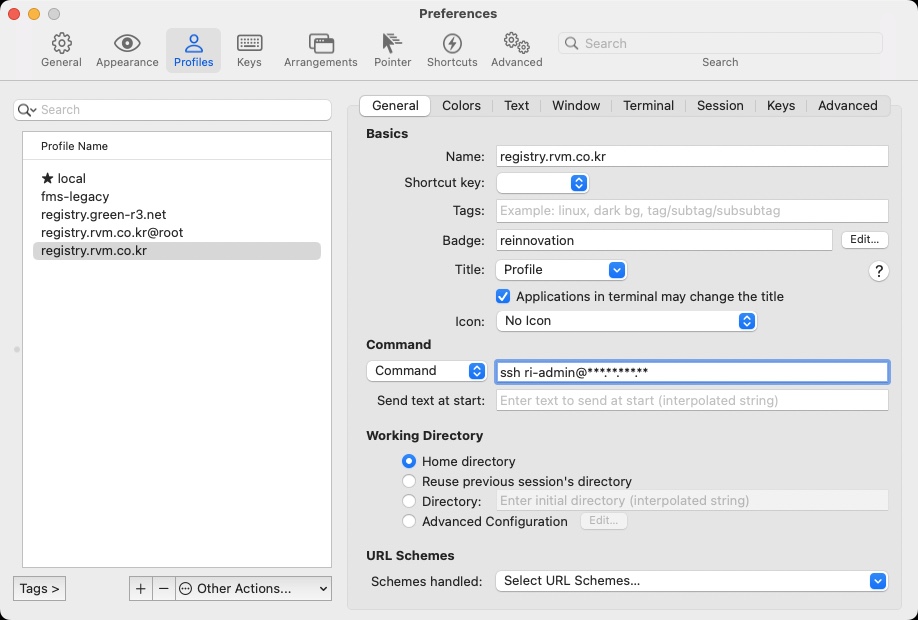 Preferences
General Appearance Profiles Keys Arrangements Pointer Shortcuts Advanced Search
Search
Search
Profile Name
★ local
fms-legacy
registry.green-r3.net
registry.rvm.co.kr@root
registry.rvm.co.kr
Tags >
+ − Other Actions...
General Colors Text Window Terminal Session Keys Advanced
Basics
Name: registry.rvm.co.kr
Shortcut key:
Tags: Example: linux, dark bg, tag/subtag/subsubtag
Badge: reinnovation Edit...
Title: Profile ?
Applications in terminal may change the title
Icon: No Icon
Command
Command ssh ri-admin@***.**.***.**
Send text at start: Enter text to send at start (interpolated string)
Working Directory
Home directory
Reuse previous session's directory
Directory: Enter initial directory (interpolated string)
Advanced Configuration Edit...
URL Schemes
Schemes handled: Select URL Schemes...